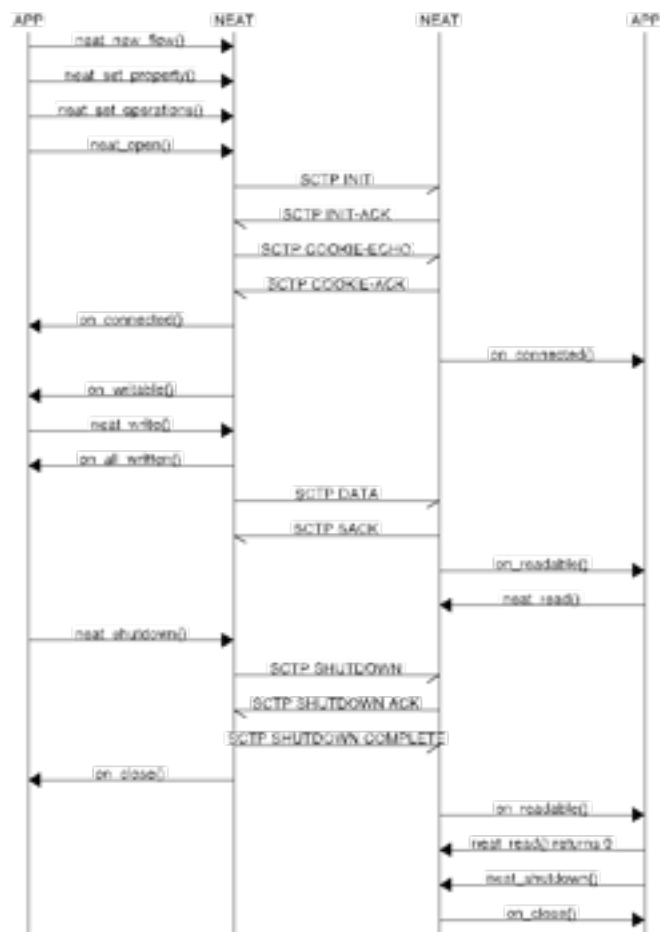 APP NEAT NEAT APP
neat_new_flow()
neat_set_property()
neat_set_operations()
neat_open()
SCTP INIT
SCTP INIT-ACK
SCTP COOKIE-ECHO
SCTP COOKIE-ACK
on_connected()
on_connected()
on_writable()
neat_write()
on_all_written()
SCTP DATA
SCTP SACK
on_readable()
neat_read()
neat_shutdown()
SCTP SHUTDOWN
SCTP SHUTDOWN ACK
SCTP SHUTDOWN COMPLETE
on_close()
on_readable()
neat_read() returns 0
neat_shutdown()
on_close()